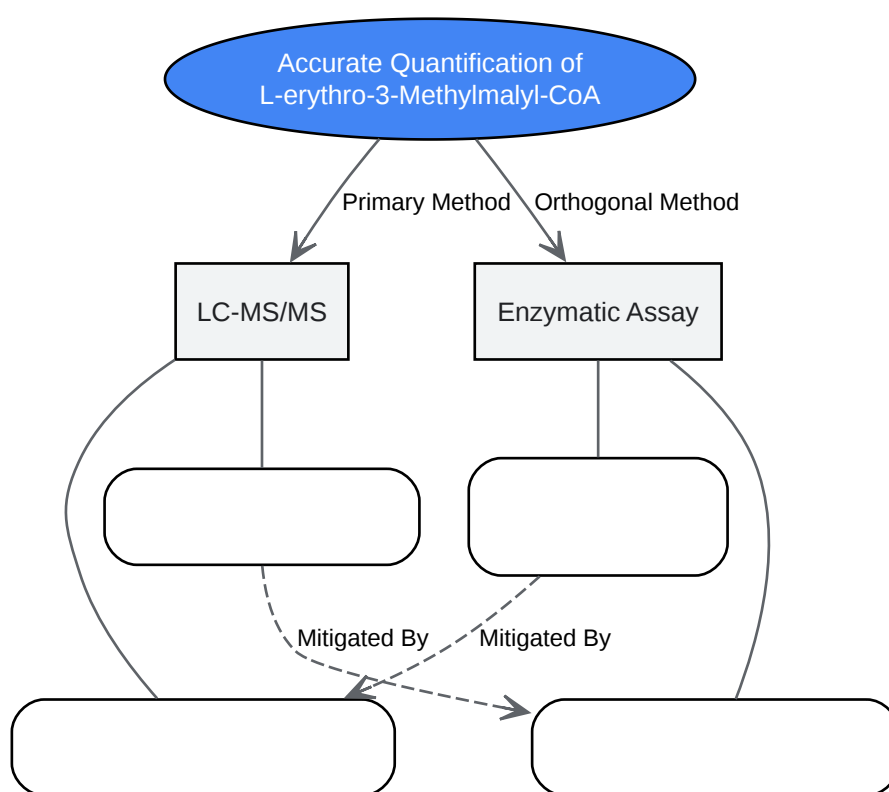 Accurate Quantification of
L-erythro-3-Methylmalyl-CoA
Primary Method
Orthogonal Method
LC-MS/MS
Enzymatic Assay
Mitigated By
Mitigated By